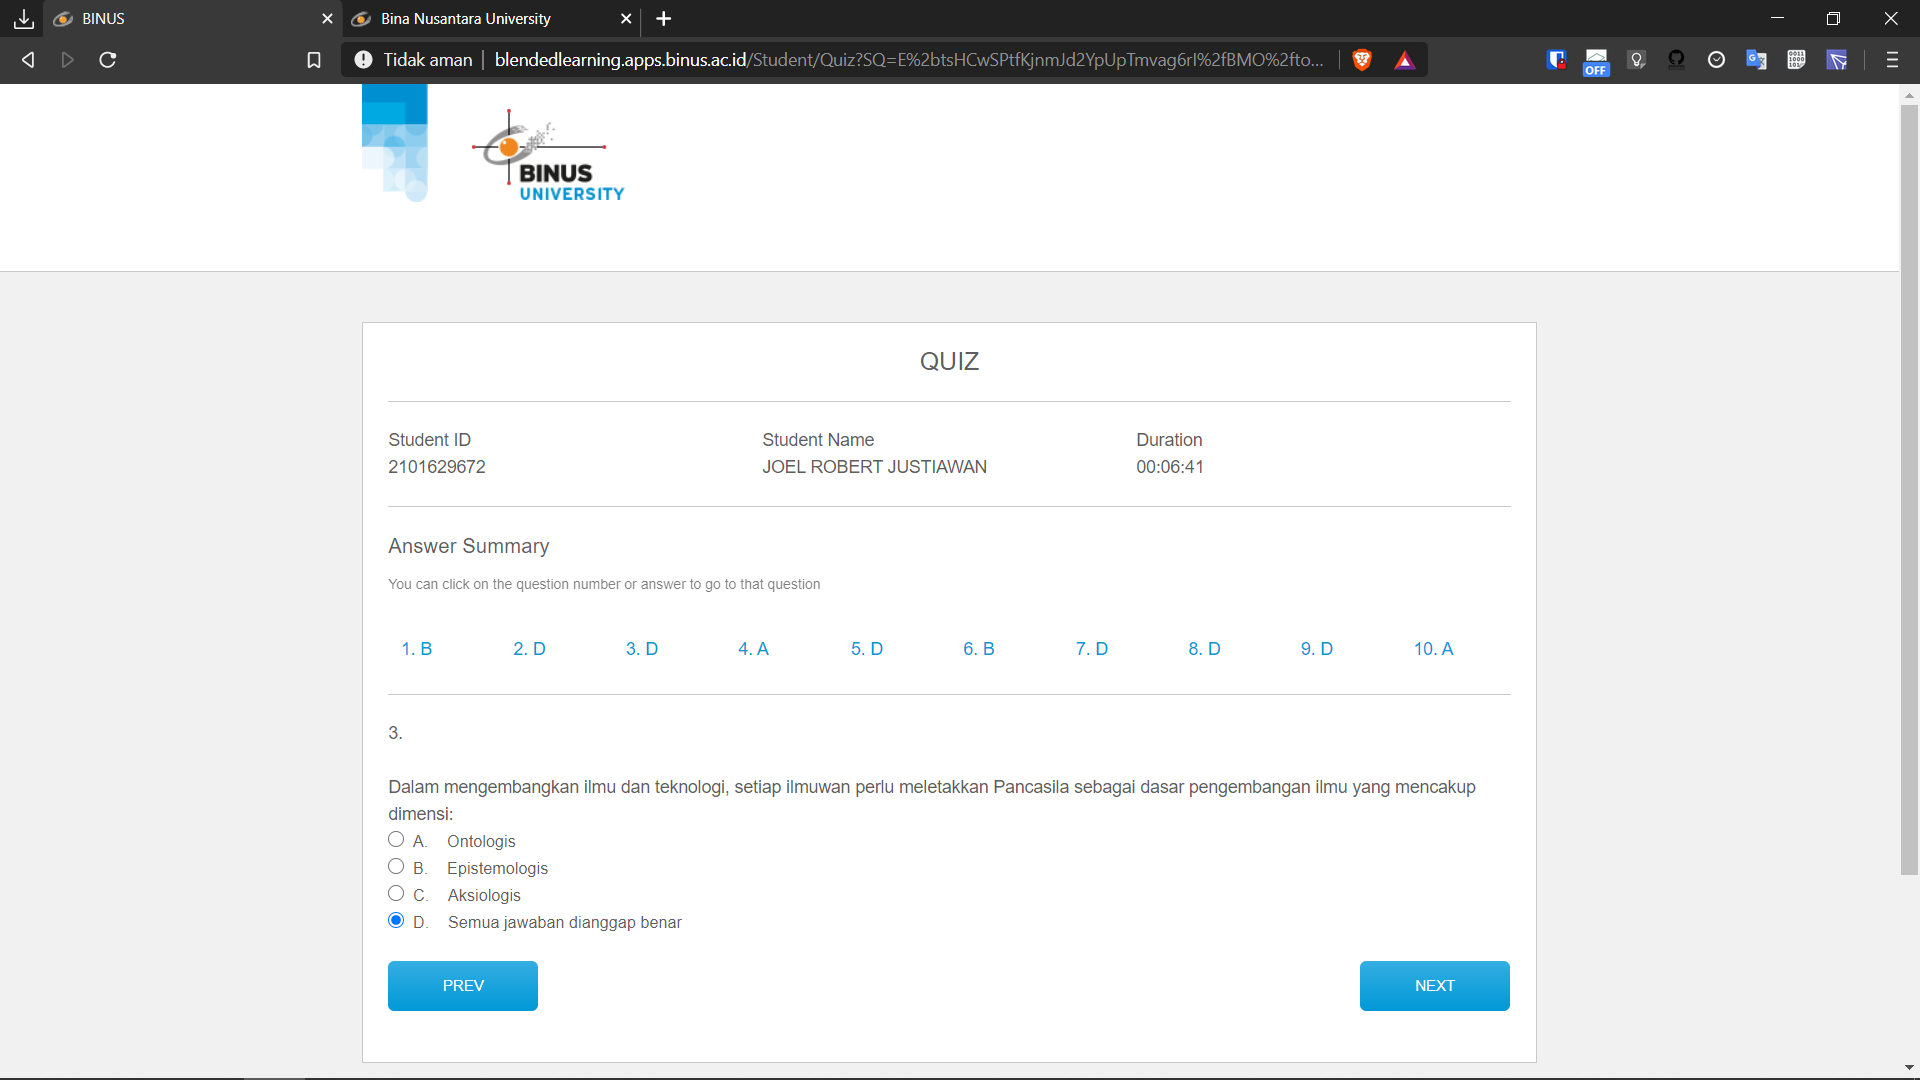 BINUS
Bina Nusantara University
Tidak aman
blendedlearning.apps.binus.ac.id/Student/Quiz?SQ=E%2btsHCwSPtfKjnmJd2YpUpTmvag6rI%2fBMO%2fto...
OFF
BINUS
UNIVERSITY
QUIZ
Student ID Student Name Duration
2101629672 JOEL ROBERT JUSTIAWAN 00:06:41
Answer Summary
You can click on the question number or answer to go to that question
1. B 2. D 3. D 4. A 5. D 6. B 7. D 8. D 9. D 10. A
3.
Dalam mengembangkan ilmu dan teknologi, setiap ilmuwan perlu meletakkan Pancasila sebagai dasar pengembangan ilmu yang mencakup
dimensi:
A. Ontologis
B. Epistemologis
C. Aksiologis
D. Semua jawaban dianggap benar
PREV NEXT